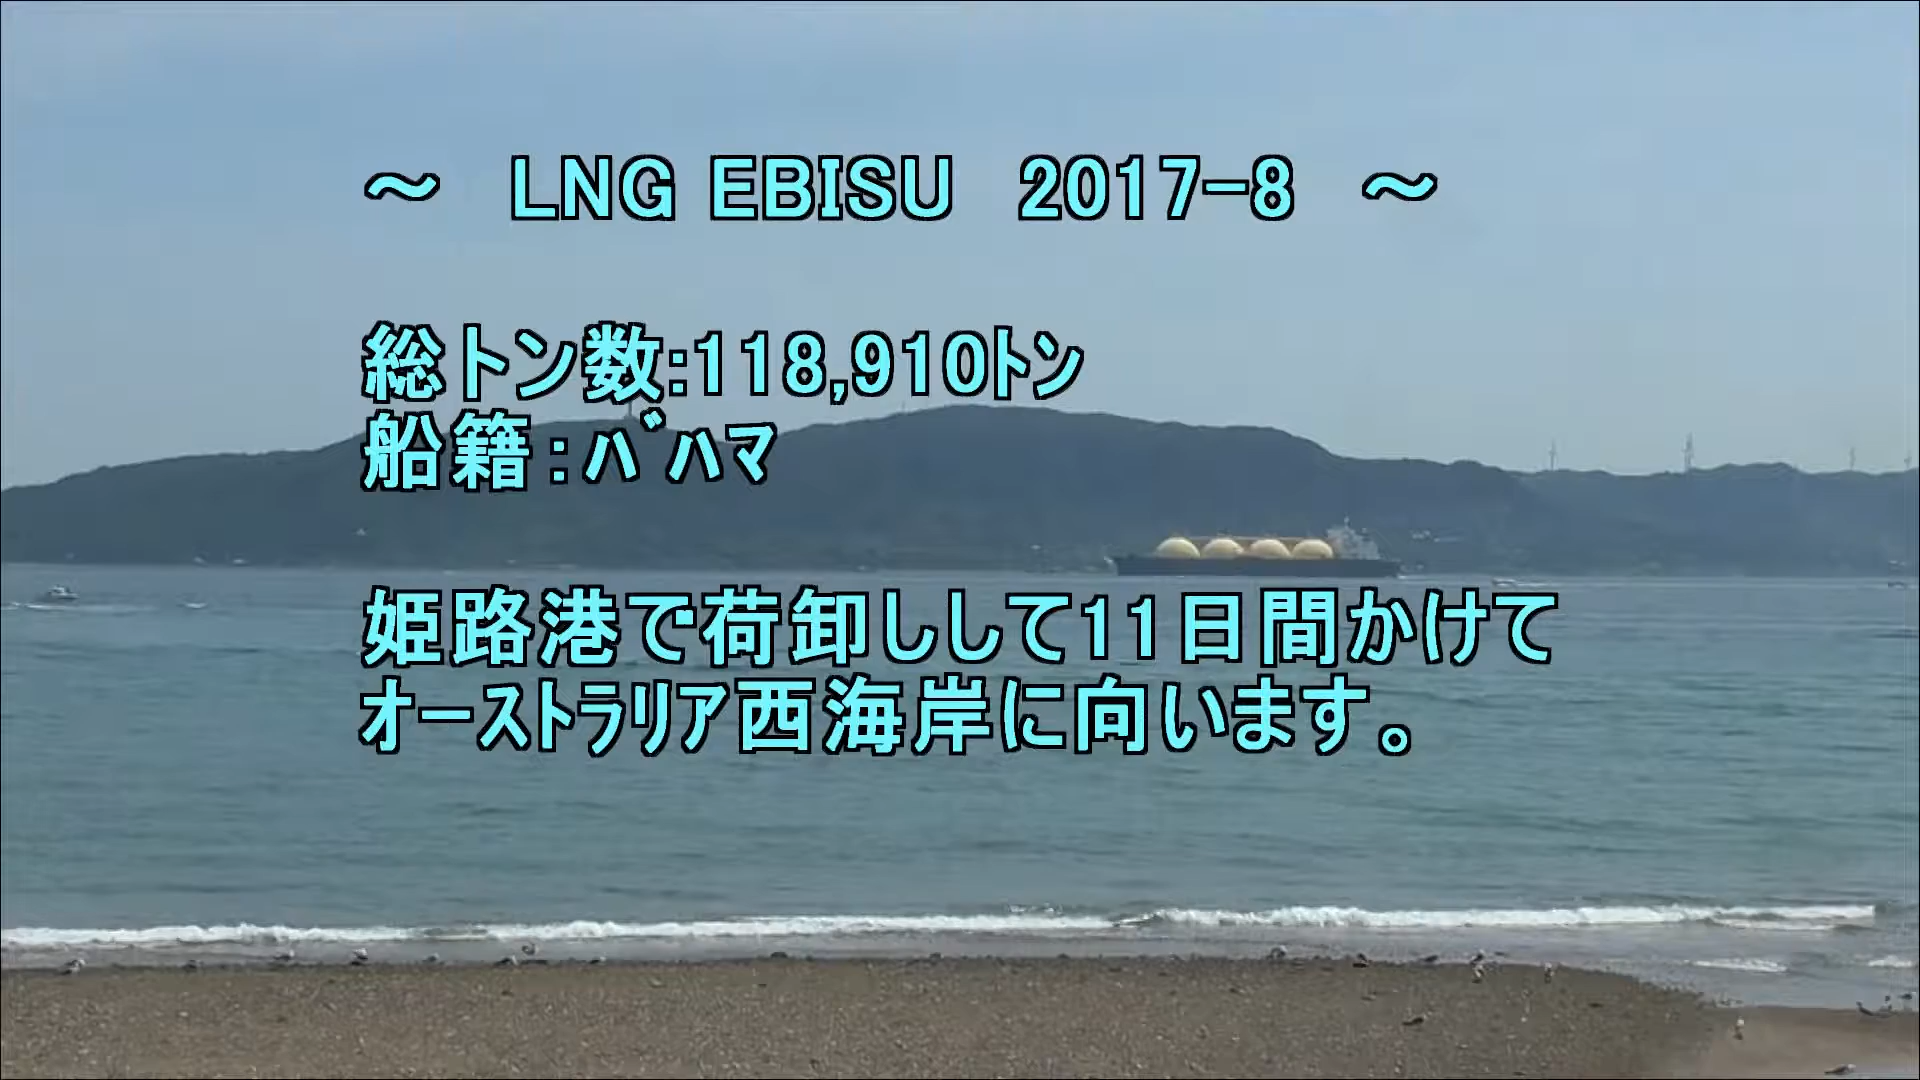 ～　LNG EBISU　2017-8　～
総トン数:118,910ﾄﾝ
船籍：ﾊﾞﾊﾏ
姫路港で荷卸しして11日間かけて
ｵｰｽﾄﾗﾘｱ西海岸に向います。